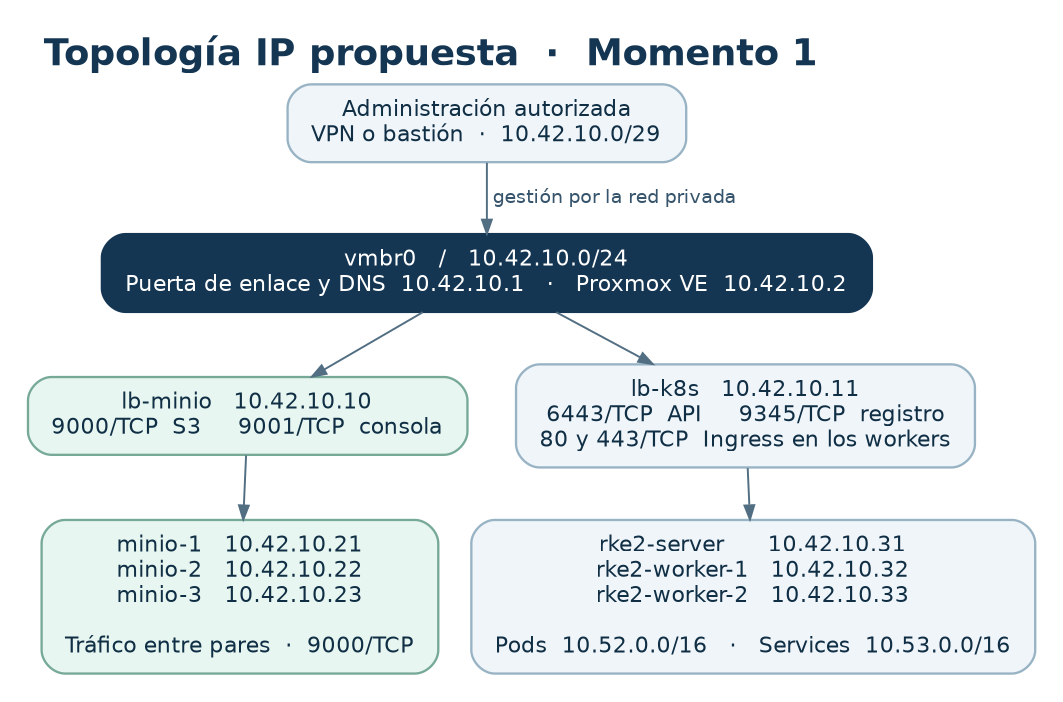 Topología IP propuesta · Momento 1
Administración autorizada
VPN o bastión · 10.42.10.0/29
gestión por la red privada
vmbr0 / 10.42.10.0/24
Puerta de enlace y DNS 10.42.10.1 · Proxmox VE 10.42.10.2
lb-minio 10.42.10.10
9000/TCP S3 9001/TCP consola
lb-k8s 10.42.10.11
6443/TCP API 9345/TCP registro
80 y 443/TCP Ingress en los workers
minio-1 10.42.10.21
minio-2 10.42.10.22
minio-3 10.42.10.23
Tráfico entre pares · 9000/TCP
rke2-server 10.42.10.31
rke2-worker-1 10.42.10.32
rke2-worker-2 10.42.10.33
Pods 10.52.0.0/16 · Services 10.53.0.0/16